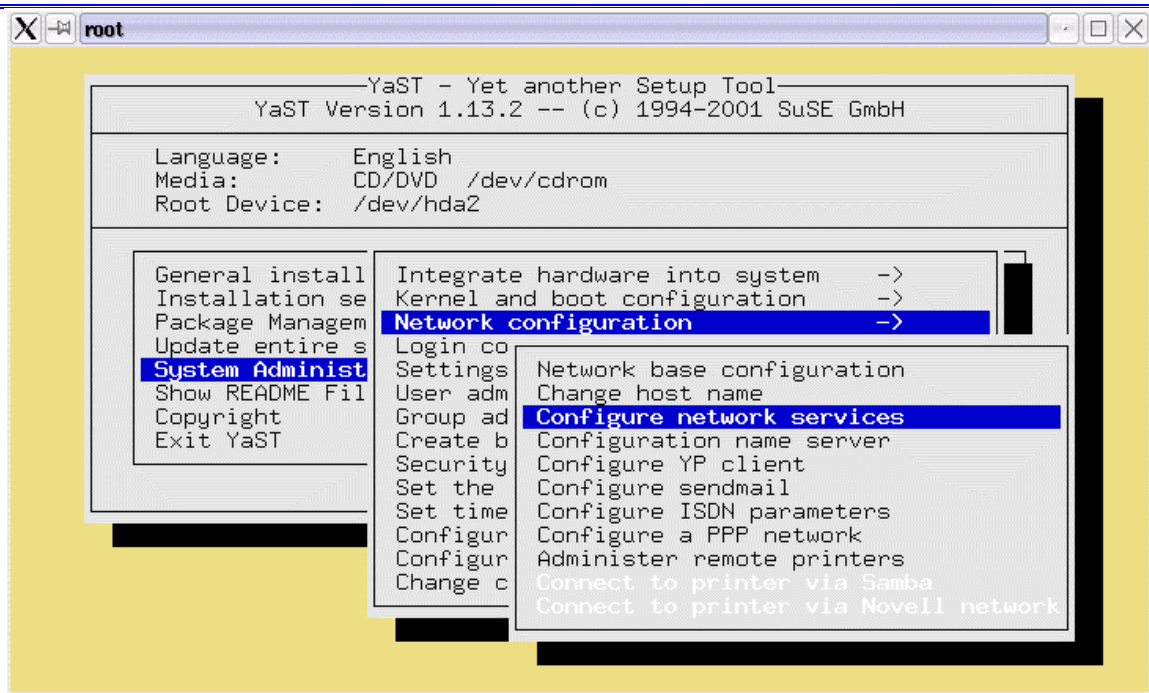 root
YaST - Yet another Setup Tool
YaST Version 1.13.2 -- (c) 1994-2001 SuSE GmbH
Language: English
Media: CD/DVD /dev/cdrom
Root Device: /dev/hda2
General install
Installation se
Package Managem
Update entire s
System Administ
Show README Fil
Copyright
Exit YaST
Integrate hardware into system ->
Kernel and boot configuration ->
Network configuration ->
Login co
Settings
User adm
Group ad
Create b
Security
Set the
Set time
Configur
Configur
Change c
Network base configuration
Change host name
Configure network services
Configuration name server
Configure YP client
Configure sendmail
Configure ISDN parameters
Configure a PPP network
Administer remote printers
Connect to printer via Samba
Connect to printer via Novell network